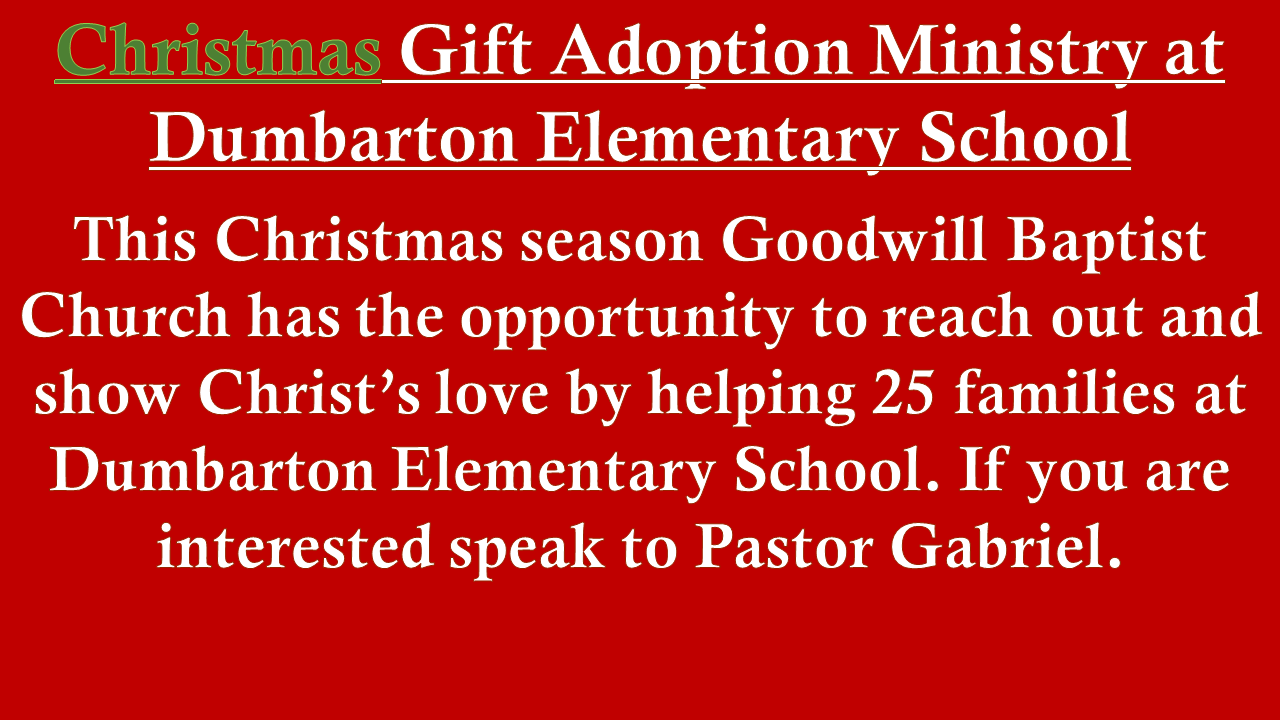 Christmas Gift Adoption Ministry at
Dumbarton Elementary School
This Christmas season Goodwill Baptist
Church has the opportunity to reach out and
show Christ’s love by helping 25 families at
Dumbarton Elementary School. If you are
interested speak to Pastor Gabriel.